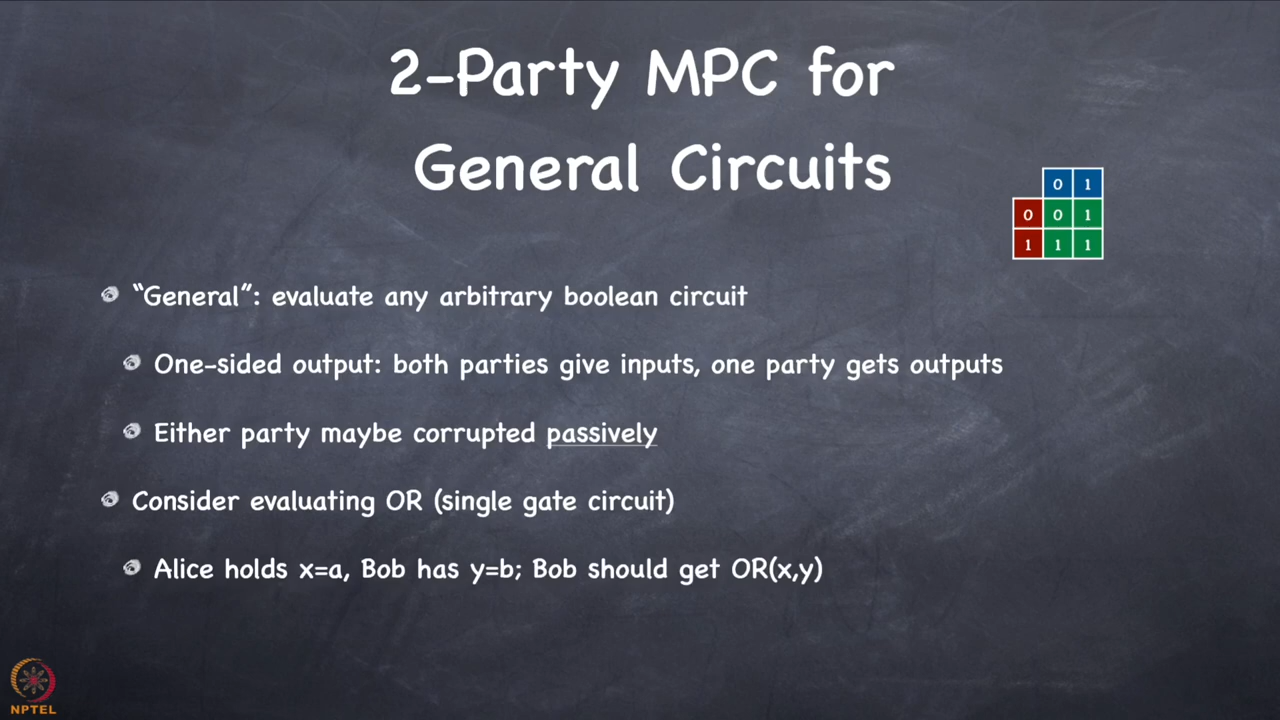 2-Party MPC for
General Circuits
0 1
0 0 1
1 1 1
“General”: evaluate any arbitrary boolean circuit
One-sided output: both parties give inputs, one party gets outputs
Either party maybe corrupted passively
Consider evaluating OR (single gate circuit)
Alice holds x=a, Bob has y=b; Bob should get OR(x,y)
NPTEL